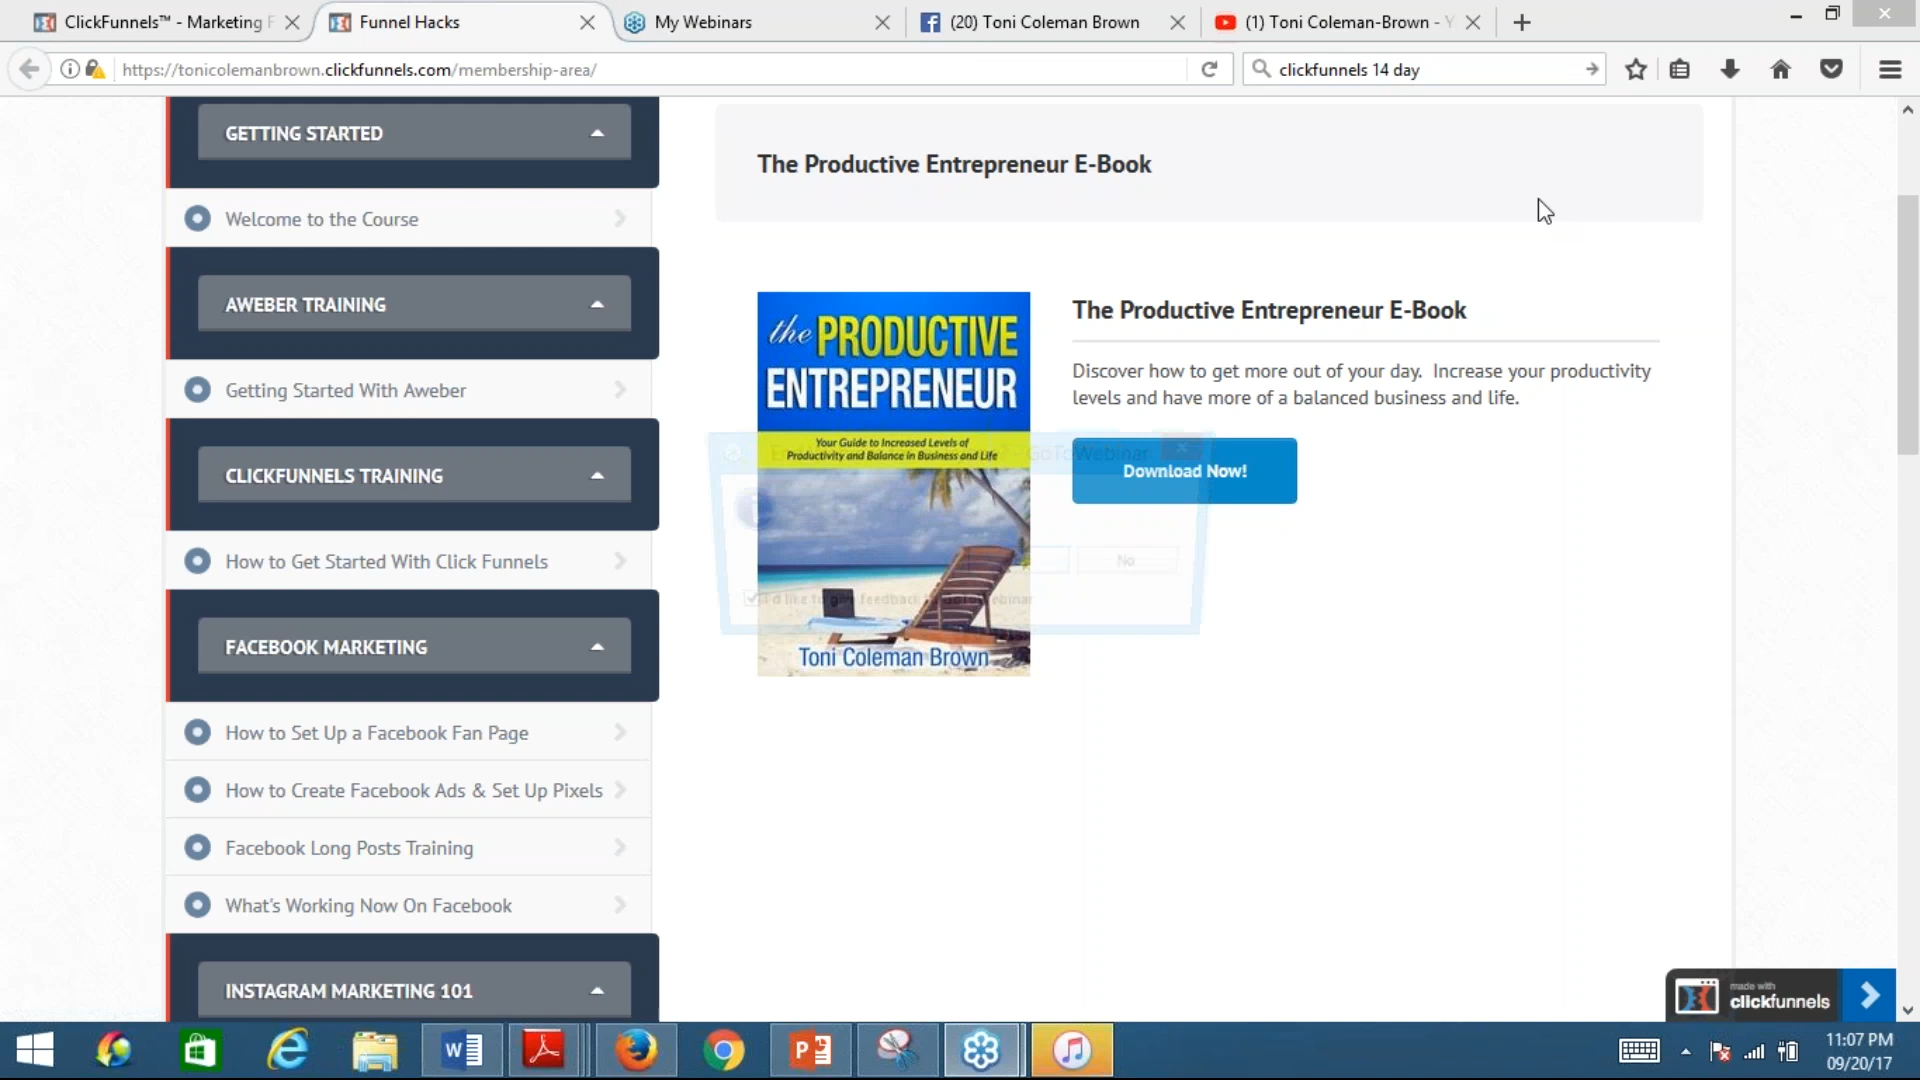 ClickFunnels™ - Marketing F
Funnel Hacks
My Webinars
(20) Toni Coleman Brown
(1) Toni Coleman-Brown - Y
https://tonicolemanbrown.clickfunnels.com/membership-area/
clickfunnels 14 day
GETTING STARTED
Welcome to the Course
AWEBER TRAINING
Getting Started With Aweber
CLICKFUNNELS TRAINING
How to Get Started With Click Funnels
FACEBOOK MARKETING
How to Set Up a Facebook Fan Page
How to Create Facebook Ads & Set Up Pixels
Facebook Long Posts Training
What's Working Now On Facebook
INSTAGRAM MARKETING 101
The Productive Entrepreneur E-Book
the PRODUCTIVE
ENTREPRENEUR
Your Guide to Increased Levels of
Productivity and Balance in Business and Life
Toni Coleman Brown
The Productive Entrepreneur E-Book
Discover how to get more out of your day. Increase your productivity
levels and have more of a balanced business and life.
Download Now!
GoToWebinar
No
I'd like to give feedback
made with
clickfunnels
11:07 PM
09/20/17